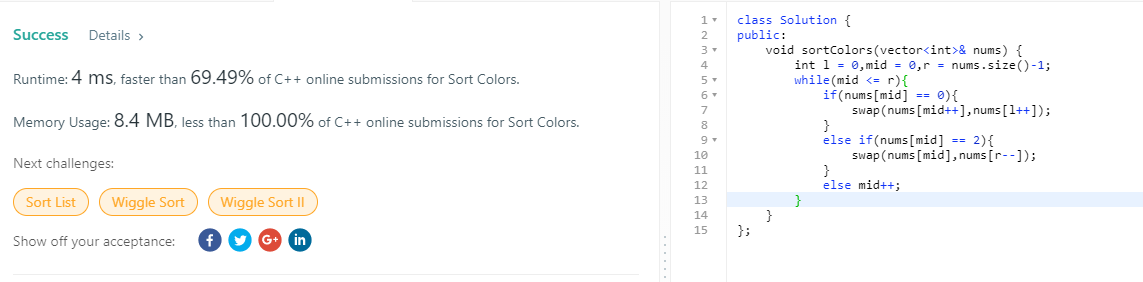 Success Details >
Runtime: 4 ms, faster than 69.49% of C++ online submissions for Sort Colors.
Memory Usage: 8.4 MB, less than 100.00% of C++ online submissions for Sort Colors.
Next challenges:
Sort List Wiggle Sort Wiggle Sort II
Show off your acceptance: f G+ in
1 class Solution {
2 public:
3     void sortColors(vector<int>& nums) {
4         int l = 0,mid = 0,r = nums.size()-1;
5         while(mid <= r){
6             if(nums[mid] == 0){
7                 swap(nums[mid++],nums[l++]);
8             }
9             else if(nums[mid] == 2){
10                 swap(nums[mid],nums[r--]);
11             }
12             else mid++;
13         }
14     }
15 };